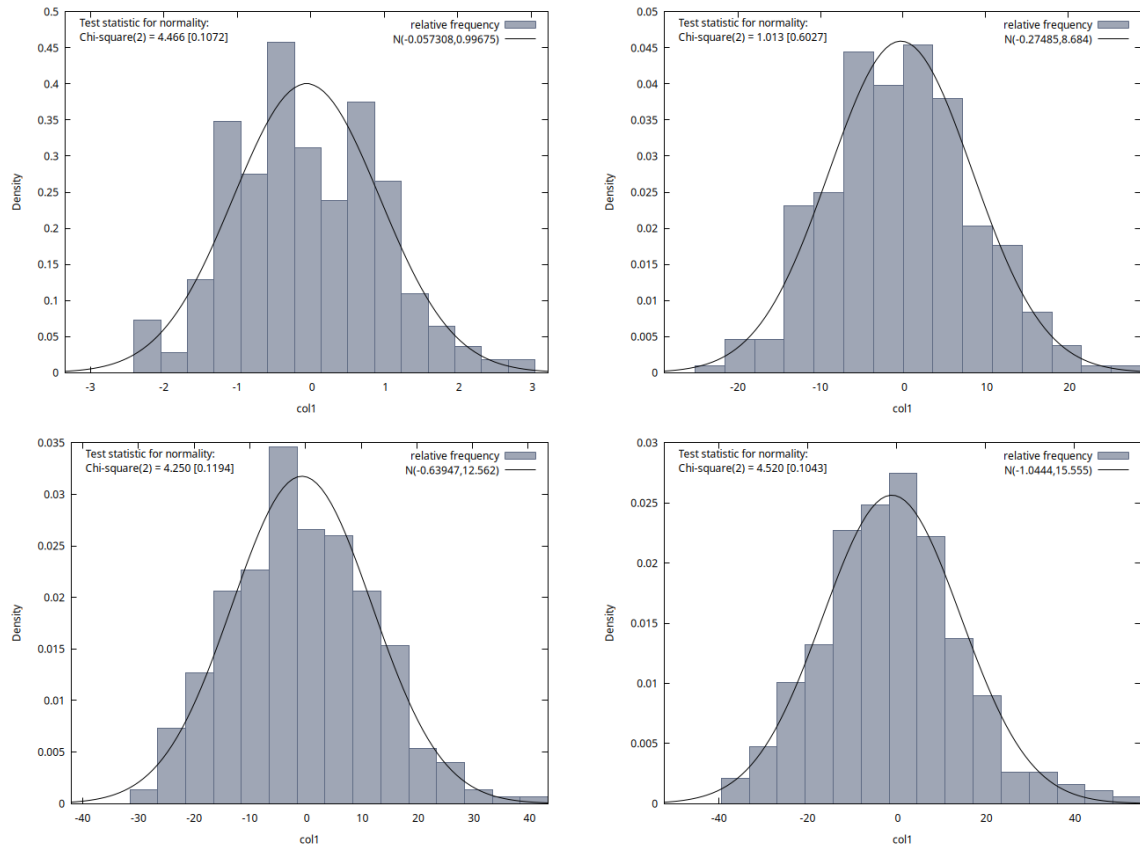 Test statistic for normality:
Chi-square(2) = 4.466 [0.1072]
relative frequency
N(-0.057308,0.99675)
0.5
0.45
0.4
0.35
0.3
0.25
0.2
0.15
0.1
0.05
0
Density
-3 -2 -1 0 1 2 3
col1
Test statistic for normality:
Chi-square(2) = 1.013 [0.6027]
relative frequency
N(-0.27485,8.684)
0.05
0.045
0.04
0.035
0.03
0.025
0.02
0.015
0.01
0.005
0
Density
-20 -10 0 10 20
col1
Test statistic for normality:
Chi-square(2) = 4.250 [0.1194]
relative frequency
N(-0.63947,12.562)
0.035
0.03
0.025
0.02
0.015
0.01
0.005
0
Density
-40 -30 -20 -10 0 10 20 30 40
col1
Test statistic for normality:
Chi-square(2) = 4.520 [0.1043]
relative frequency
N(-1.0444,15.555)
0.03
0.025
0.02
0.015
0.01
0.005
0
Density
-40 -20 0 20 40
col1